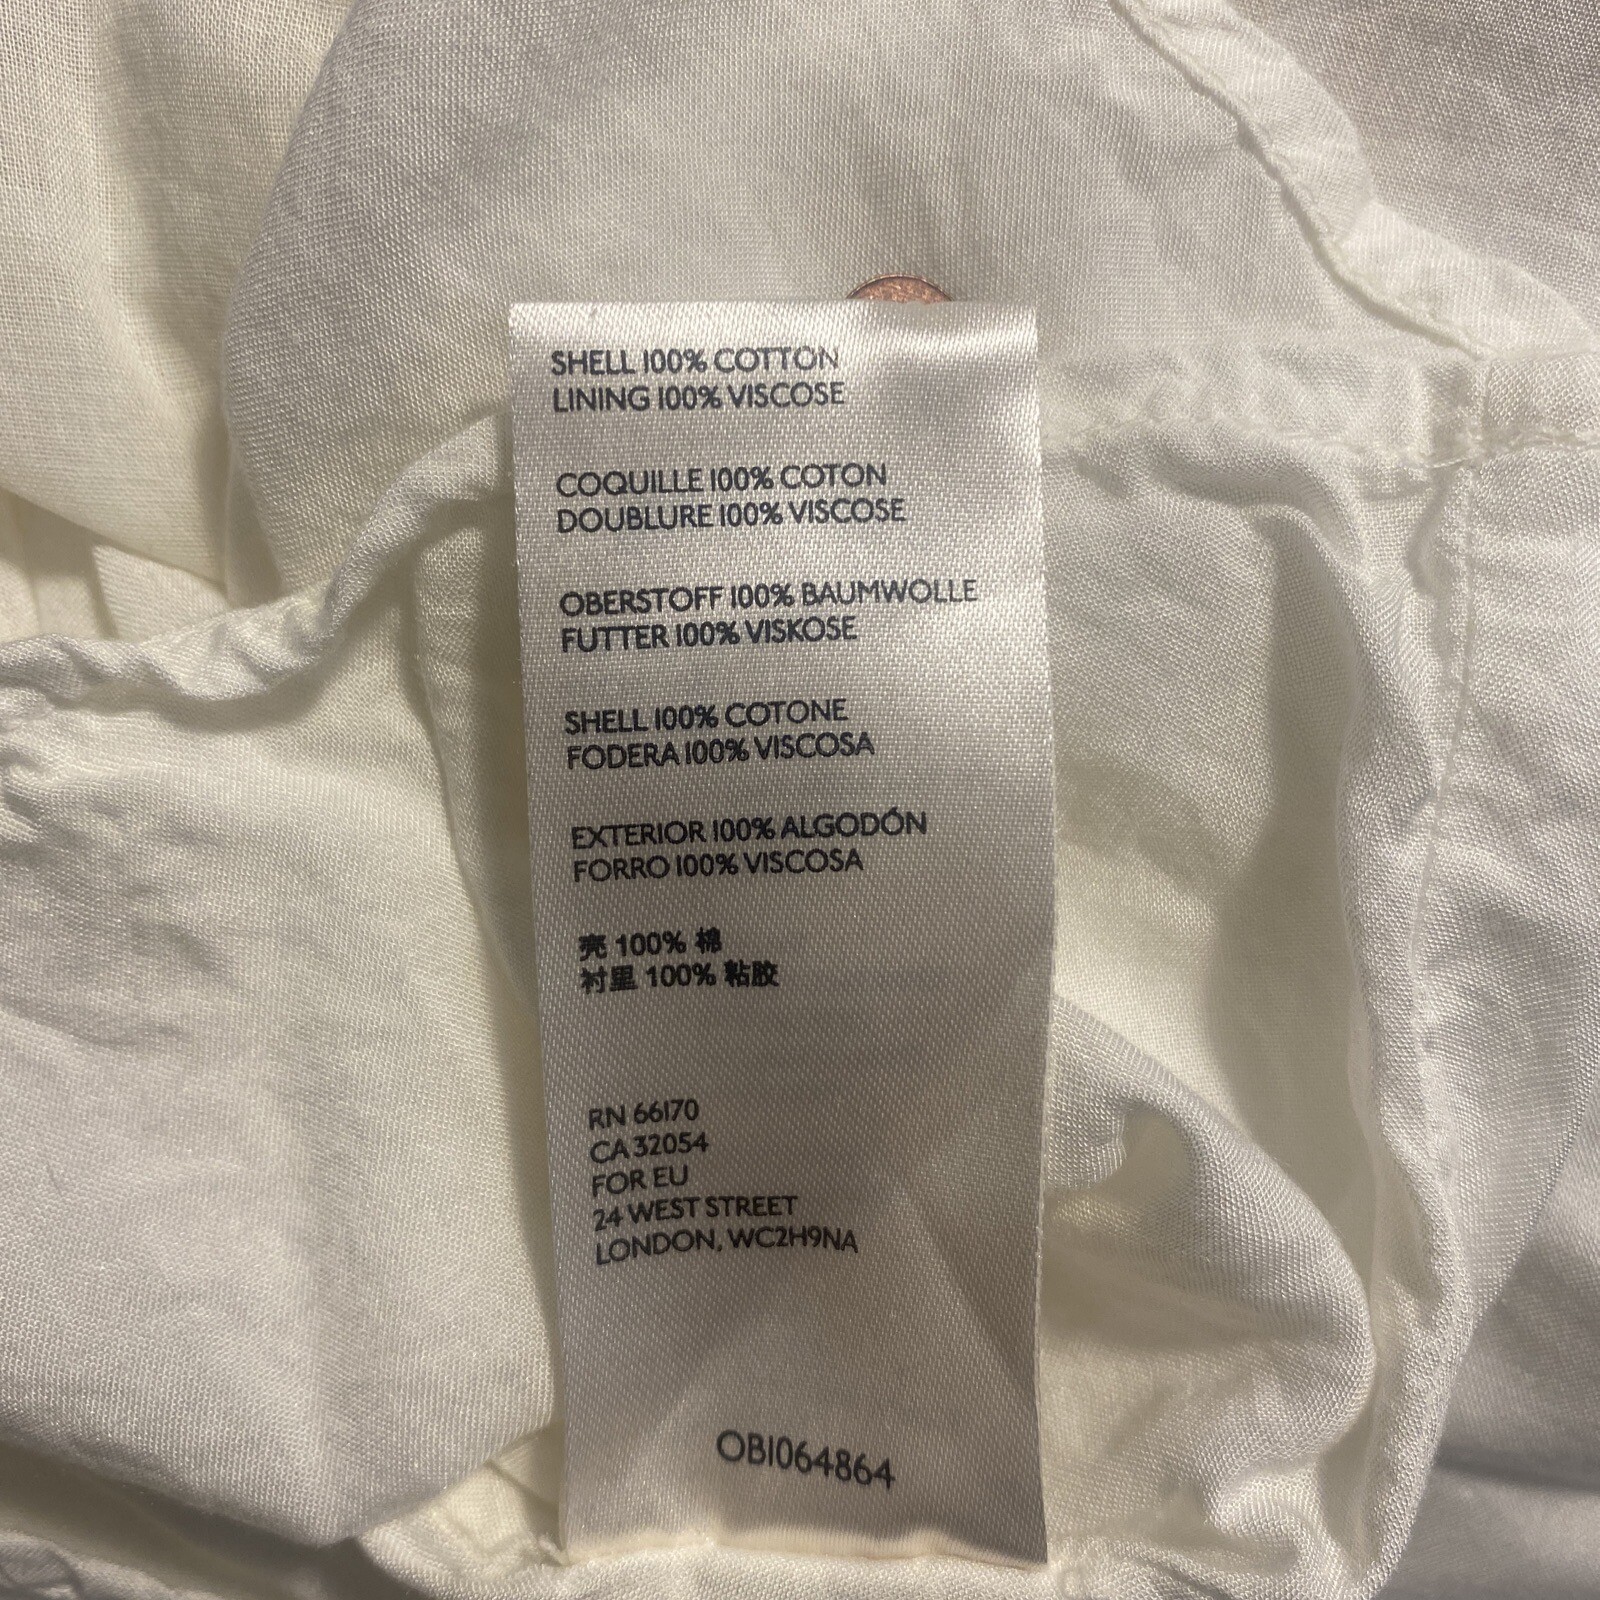 SHELL 100% COTTON
LINING 100% VISCOSE
COQUILLE 100% COTON
DOUBLURE 100% VISCOSE
OBERSTOFF 100% BAUMWOLLE
FUTTER 100% VISKOSE
SHELL 100% COTONE
FODERA 100% VISCOSA
EXTERIOR 100% ALGODÓN
FORRO 100% VISCOSA
壳 100% 棉
衬里 100% 粘胶
RN 66170
CA 32054
FOR EU
24 WEST STREET
LONDON, WC2H9NA
OB1064864